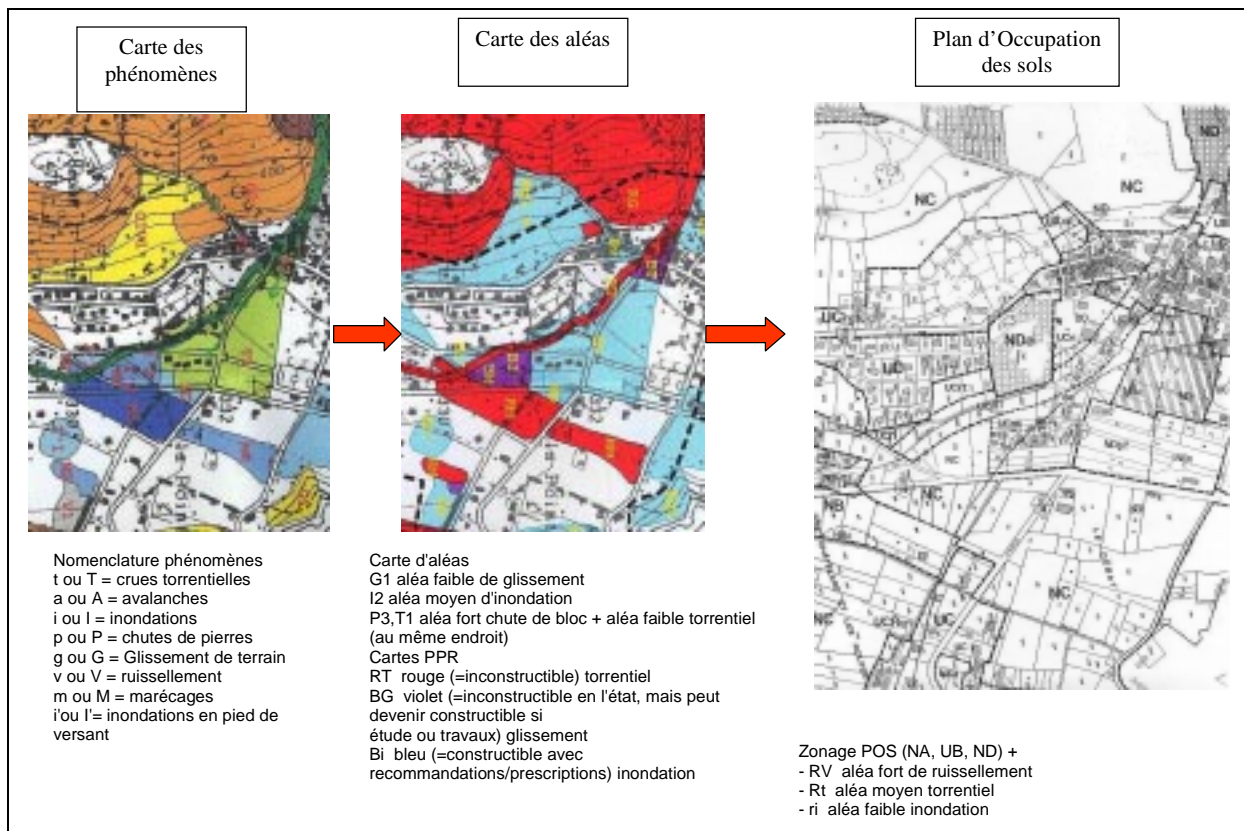 Carte des
phénomènes
Carte des aléas
Plan d'Occupation
des sols
Nomenclature phénomènes
t ou T = crues torrentielles
a ou A = avalanches
i ou I = inondations
p ou P = chutes de pierres
g ou G = Glissement de terrain
v ou V = ruissellement
m ou M = marécages
i'ou I'= inondations en pied de
versant
Carte d'aléas
G1 aléa faible de glissement
I2 aléa moyen d'inondation
P3,T1 aléa fort chute de bloc + aléa faible torrentiel
(au même endroit)
Cartes PPR
RT rouge (=inconstructible) torrentiel
BG violet (=inconstructible en l'état, mais peut
devenir constructible si
étude ou travaux) glissement
Bi bleu (=constructible avec
recommandations/prescriptions) inondation
ND
NC
NC
UD
NC
NB
NC
NC
UC
Zonage POS (NA, UB, ND) +
- RV aléa fort de ruissellement
- Rt aléa moyen torrentiel
- ri aléa faible inondation